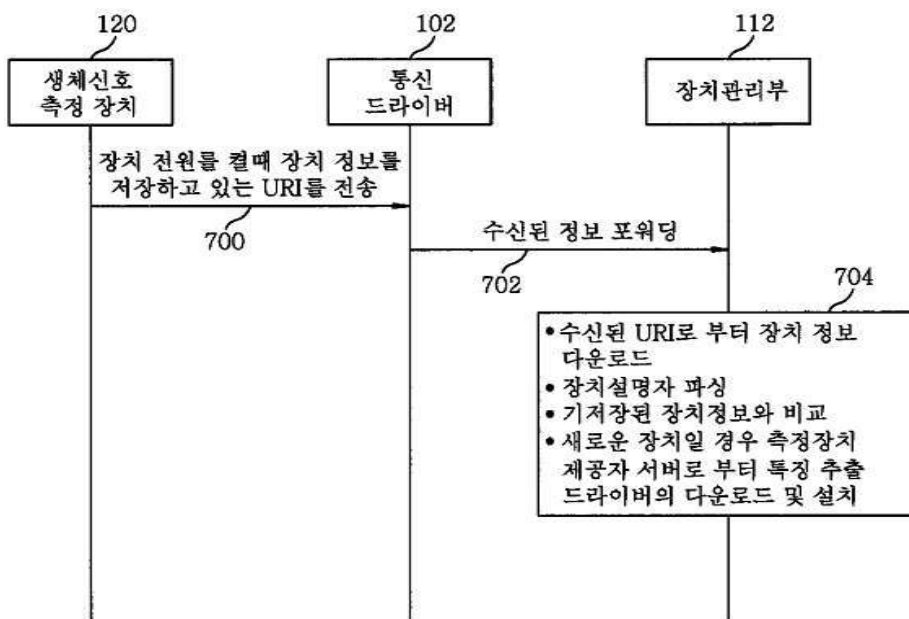 120
102
112
생체신호
측정 장치
통신
드라이버
장치관리부
장치 전원를 켤때 장치 정보를
저장하고 있는 URI를 전송
700
수신된 정보 포워딩
702
704
• 수신된 URI로 부터 장치 정보
다운로드
• 장치설명자 파싱
• 기저장된 장치정보와 비교
• 새로운 장치일 경우 측정장치
제공자 서버로 부터 특징 추출
드라이버의 다운로드 및 설치